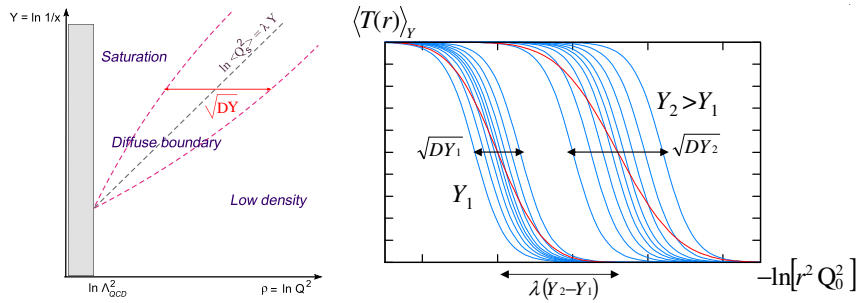 Y = ln 1/x
Saturation
ln <Q_s^2> = λ Y
√DY
Diffuse boundary
Low density
ln Λ_QCD^2
ρ = ln Q^2
⟨T(r)⟩_Y
Y_2 > Y_1
√DY_1
√DY_2
Y_1
λ(Y_2–Y_1)
–ln[r^2 Q_0^2]